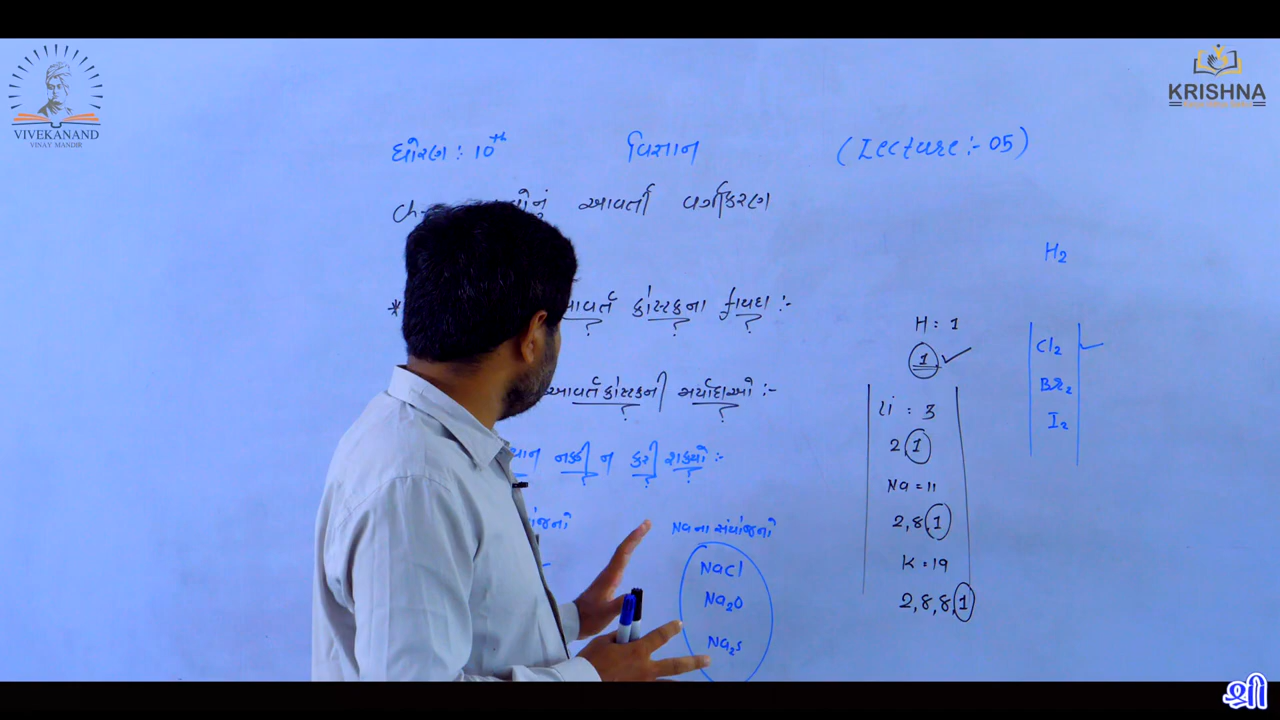 VIVEKANAND
VINAY MANDIR
KRISHNA
ધોરણ : 10th વિજ્ઞાન (Lecture :- 05)
ch- આવર્તી વર્ગીકરણ
* આવર્ત કોષ્ટકના ફાયદા :-
? ? ?
આવર્ત કોષ્ટકની મર્યાદાઓ :-
? ?
નક્કી ન કરી શક્યો :-
? ?
Na ના સંયોજનો
NaCl
Na2O
Na2S
H : 1
1
Li : 3
2 1
Na = 11
2,8,1
K = 19
2,8,8,1
H2
Cl2
Br2
I2
શ્રી